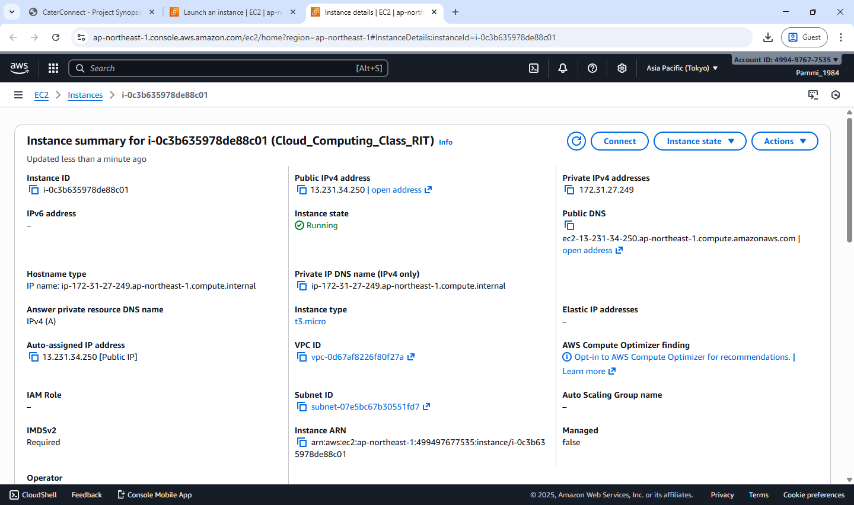 CaterConnect - Project Synopsis
Launch an instance | EC2 | ap-n
Instance details | EC2 | ap-nort
ap-northeast-1.console.aws.amazon.com/ec2/home?region=ap-northeast-1#InstanceDetails:instanceId=i-0c3b635978de88c01
Guest
aws
Search
[Alt+S]
Asia Pacific (Tokyo)
Account ID: 4994-9767-7535
Pammi_1984
EC2
Instances
i-0c3b635978de88c01
Instance summary for i-0c3b635978de88c01 (Cloud_Computing_Class_RIT) Info
Updated less than a minute ago
Connect
Instance state
Actions
Instance ID
i-0c3b635978de88c01
Public IPv4 address
13.231.34.250 | open address
Private IPv4 addresses
172.31.27.249
IPv6 address
–
Instance state
Running
Public DNS
ec2-13-231-34-250.ap-northeast-1.compute.amazonaws.com |
open address
Hostname type
IP name: ip-172-31-27-249.ap-northeast-1.compute.internal
Private IP DNS name (IPv4 only)
ip-172-31-27-249.ap-northeast-1.compute.internal
Answer private resource DNS name
IPv4 (A)
Instance type
t3.micro
Elastic IP addresses
–
Auto-assigned IP address
13.231.34.250 [Public IP]
VPC ID
vpc-0d67af8226f80f27a
AWS Compute Optimizer finding
Opt-in to AWS Compute Optimizer for recommendations. |
Learn more
IAM Role
–
Subnet ID
subnet-07e5bc67b30551fd7
Auto Scaling Group name
–
IMDSv2
Required
Instance ARN
arn:aws:ec2:ap-northeast-1:499497677535:instance/i-0c3b63
5978de88c01
Managed
false
Operator
CloudShell
Feedback
Console Mobile App
© 2025, Amazon Web Services, Inc. or its affiliates.
Privacy
Terms
Cookie preferences